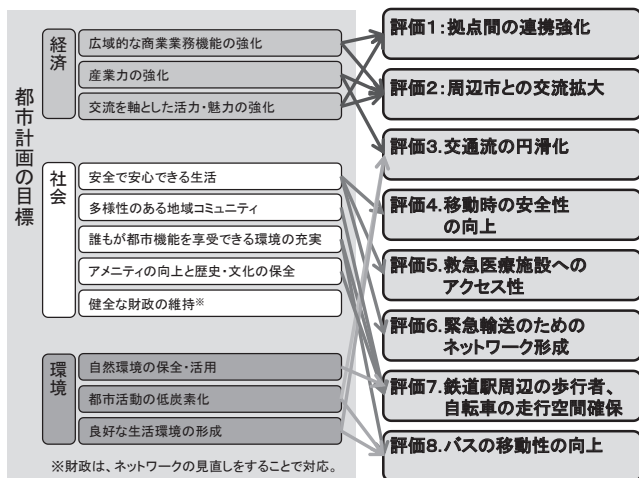 都市計画の目標
経済
広域的な商業業務機能の強化
産業力の強化
交流を軸とした活力・魅力の強化
社会
安全で安心できる生活
多様性のある地域コミュニティ
誰もが都市機能を享受できる環境の充実
アメニティの向上と歴史・文化の保全
健全な財政の維持※
環境
自然環境の保全・活用
都市活動の低炭素化
良好な生活環境の形成
※財政は、ネットワークの見直しをすることで対応。
評価1：拠点間の連携強化
評価2：周辺市との交流拡大
評価3.交通流の円滑化
評価4.移動時の安全性
の向上
評価5.救急医療施設への
アクセス性
評価6.緊急輸送のための
ネットワーク形成
評価7.鉄道駅周辺の歩行者、
自転車の走行空間確保
評価8.バスの移動性の向上